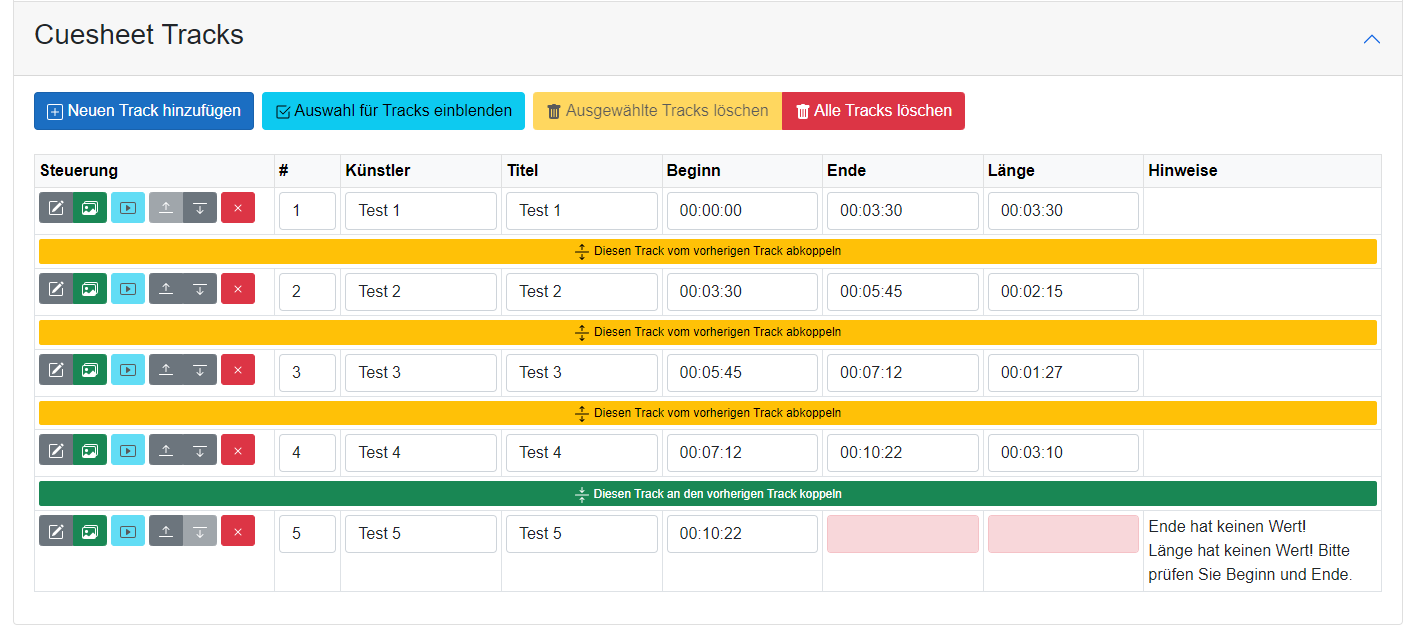 Cuesheet Tracks
Neuen Track hinzufügen Auswahl für Tracks einblenden Ausgewählte Tracks löschen Alle Tracks löschen
Steuerung # Künstler Titel Beginn Ende Länge Hinweise
1 Test 1 Test 1 00:00:00 00:03:30 00:03:30
Diesen Track vom vorherigen Track abkoppeln
2 Test 2 Test 2 00:03:30 00:05:45 00:02:15
Diesen Track vom vorherigen Track abkoppeln
3 Test 3 Test 3 00:05:45 00:07:12 00:01:27
Diesen Track vom vorherigen Track abkoppeln
4 Test 4 Test 4 00:07:12 00:10:22 00:03:10
Diesen Track an den vorherigen Track koppeln
5 Test 5 Test 5 00:10:22 Ende hat keinen Wert!
Länge hat keinen Wert! Bitte
prüfen Sie Beginn und Ende.